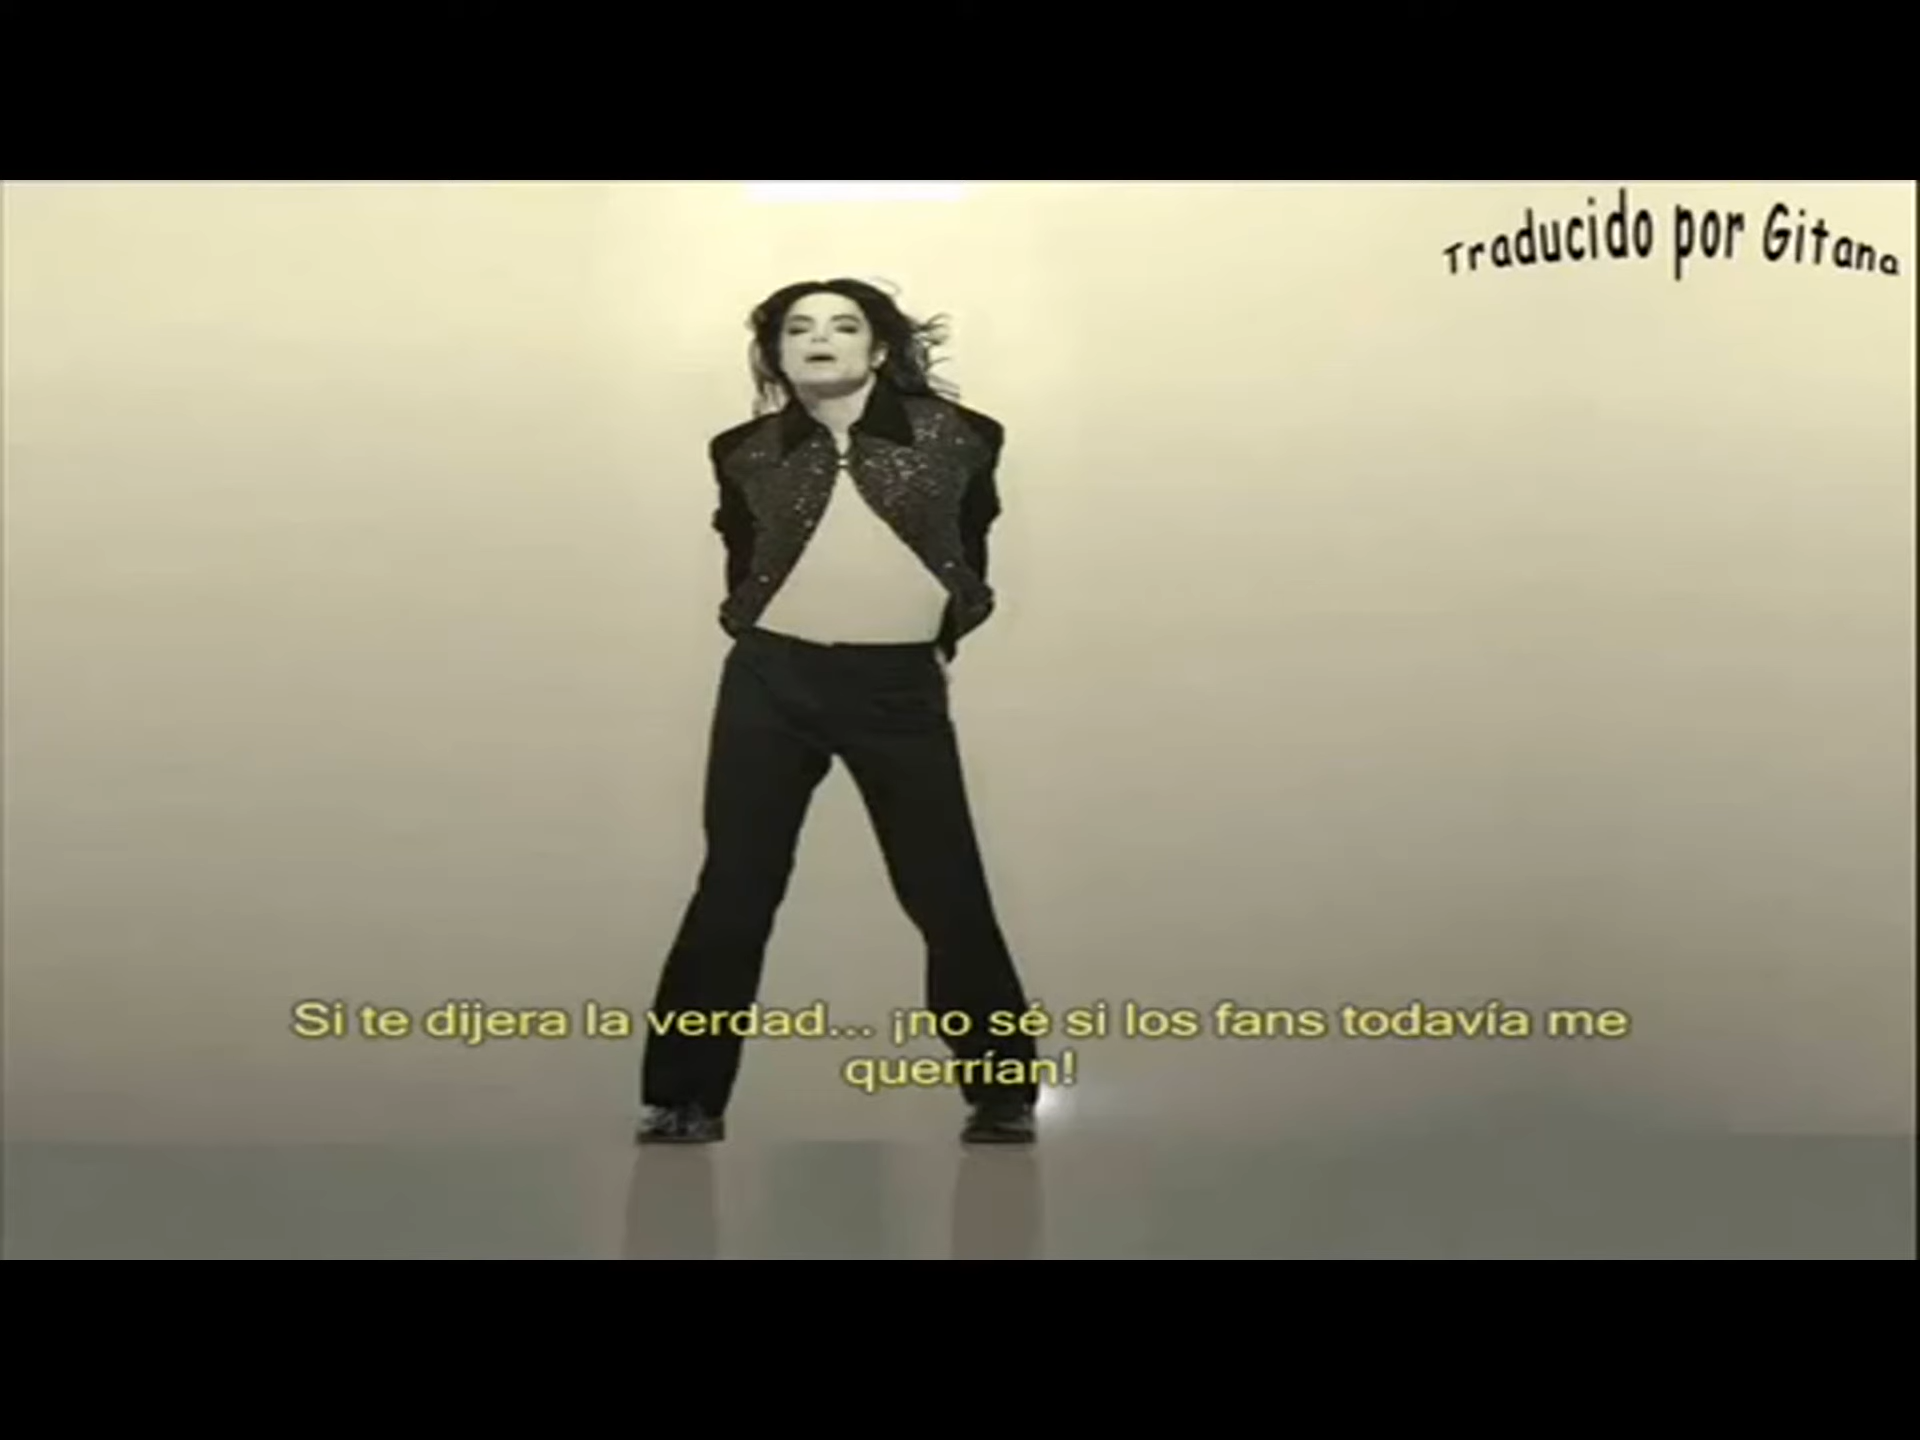 Traducido por Gitana
Si te dijera la verdad... ¡no sé si los fans todavía me
querrían!